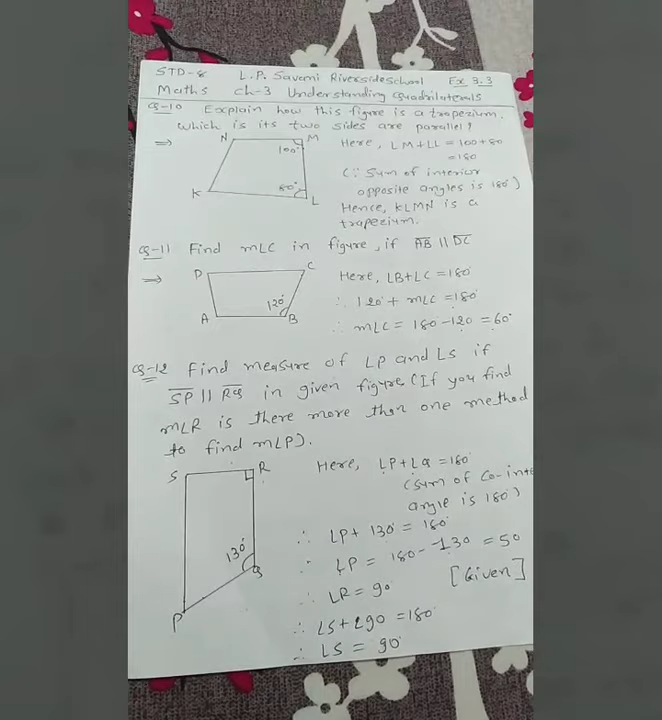 STD-8 L.P. Savani Riverside School Ex 3.3
Maths Ch-3 Understanding Quadrilaterals
Q-10 Explain how this figure is a trapezium.
which is its two sides are parallel?
⇒ N M 100° 80° K L
Here, ∠M+∠L = 100+80
=180
(∵ Sum of interior
opposite angles is 180°)
Hence, KLMN is a
trapezium.
Q-11 Find m∠C in figure, if AB || DC
⇒ D C 120° A B
Here, ∠B+∠C = 180°
∴ 120° + m∠C = 180°
∴ m∠C = 180° - 120 = 60°
Q-12 Find measure of ∠P and ∠S if
SP || RQ in given figure. (If you find
m∠R is there more than one method
to find m∠P).
S R 130° Q P
Here, ∠P+∠Q = 180°
(Sum of Co-inte
angle is 180°)
∴ ∠P + 130° = 180°
∴ ∠P = 180 - 130 = 50
∴ ∠R = 90° [Given]
∴ ∠S + ∠90 = 180°
∴ ∠S = 90°